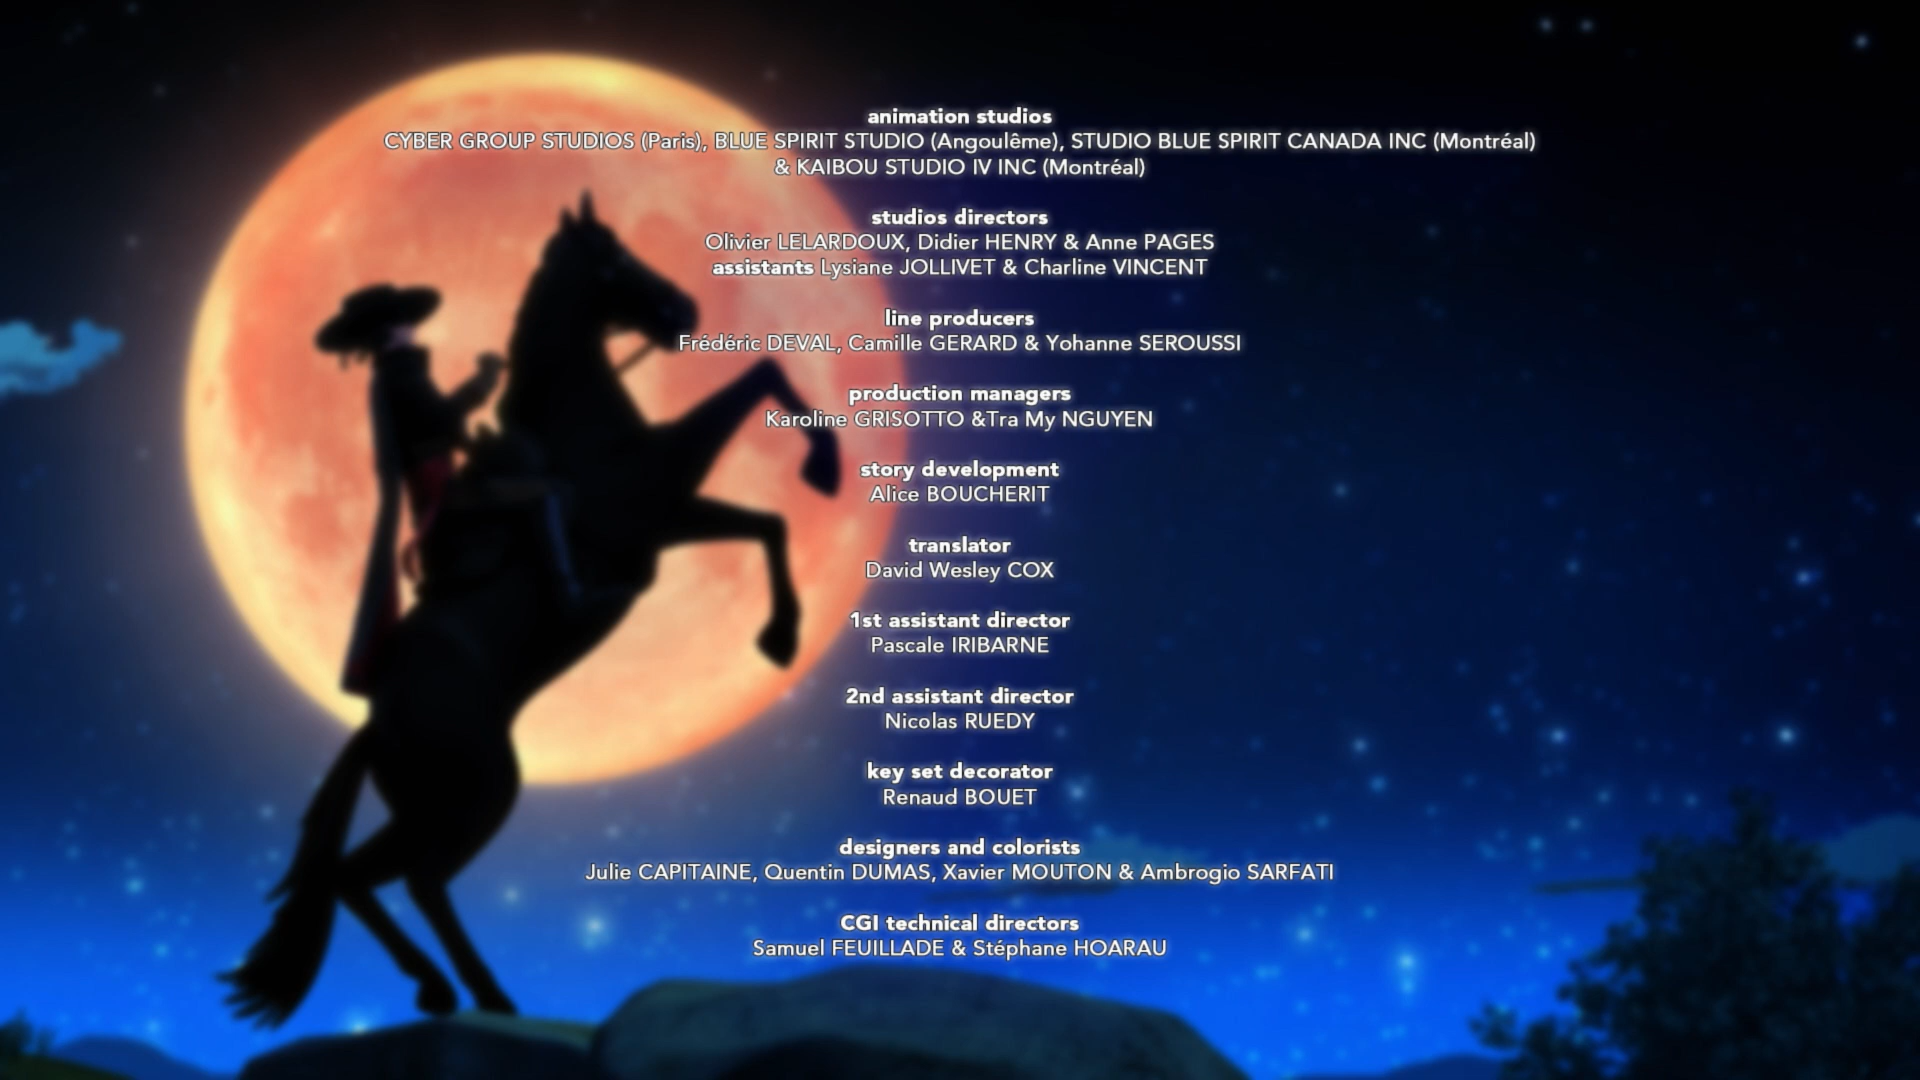 animation studios
CYBER GROUP STUDIOS (Paris), BLUE SPIRIT STUDIO (Angoulême), STUDIO BLUE SPIRIT CANADA INC (Montréal)
& KAIBOU STUDIO IV INC (Montréal)
studios directors
Olivier LELARDOUX, Didier HENRY & Anne PAGES
assistants Lysiane JOLLIVET & Charline VINCENT
line producers
Frédéric DEVAL, Camille GERARD & Yohanne SEROUSSI
production managers
Karoline GRISOTTO &Tra My NGUYEN
story development
Alice BOUCHERIT
translator
David Wesley COX
1st assistant director
Pascale IRIBARNE
2nd assistant director
Nicolas RUEDY
key set decorator
Renaud BOUET
designers and colorists
Julie CAPITAINE, Quentin DUMAS, Xavier MOUTON & Ambrogio SARFATI
CGI technical directors
Samuel FEUILLADE & Stéphane HOARAU